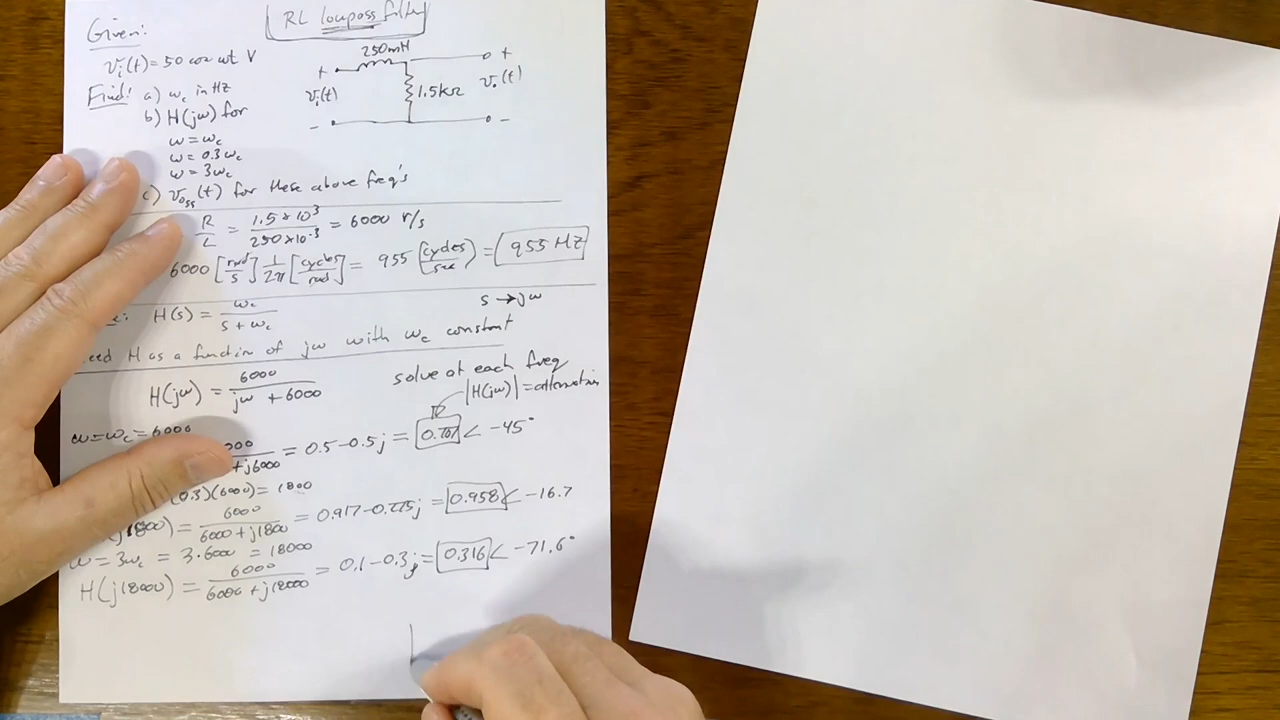 RL lowpass filter
Given:
vi(t)=50 cos ωt V
Find: a) ωc in Hz
b) H(jω) for
ω = ωc
ω = 0.3ωc
ω = 3ωc
c) voss(t) for these above freq's
250mH
+ +
vi(t) 1.5kΩ vo(t)
- -
R/L = 1.5×10³/250×10⁻³ = 6000 r/s
6000 [rad/s] 1/2π [cycles/rad] = 955 (cycles/sec) = 955 Hz
H(s) = ωc/(s+ωc) s→jω
H as a function of jω with ωc constant
H(jω) = 6000/(jω + 6000)
solve at each freq
|H(jω)| =
ω=ωc=6000
= 0.5-0.5j = 0.707 ∠ -45°
(0.3)(6000) = 1800
(j1800) = 6000/(6000+j1800) = 0.917-0.275j = 0.958 ∠ -16.7
ω = 3ωc = 3·6000 = 18000
H(j18000) = 6000/(6000+j18000) = 0.1-0.3j = 0.316 ∠ -71.6°